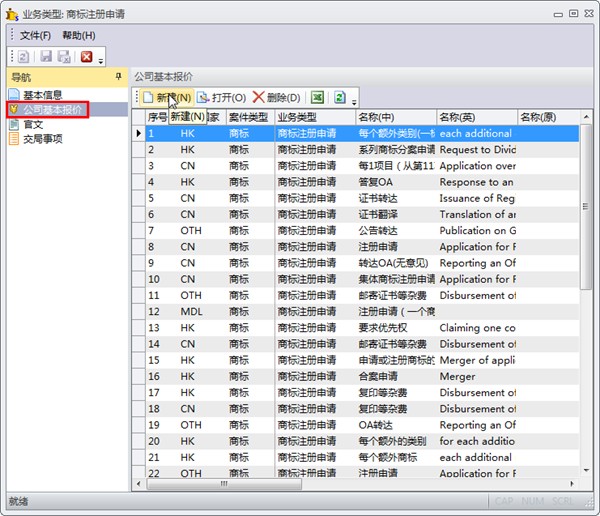 业务类型: 商标注册申请
文件(F) 帮助(H)
导航
基本信息
公司基本报价
官文
交局事项
公司基本报价
新建(N) 打开(O) 删除(D)
序号 家 案件类型 业务类型 名称(中) 名称(英) 名称(原)
新建(N)
1 HK 商标 商标注册申请 每个额外类别(一标 each additional
2 HK 商标 商标注册申请 系列商标分案申请 Request to Divid
3 CN 商标 商标注册申请 每1项目（从第11 Application over
4 HK 商标 商标注册申请 答复OA Response to an
5 CN 商标 商标注册申请 证书转达 Issuance of Reg
6 CN 商标 商标注册申请 证书翻译 Translation of an
7 OTH 商标 商标注册申请 公告转达 Publication on G
8 CN 商标 商标注册申请 注册申请 Application for F
9 CN 商标 商标注册申请 转达OA(无意见) Reporting an Of
10 CN 商标 商标注册申请 集体商标注册申请 Application for F
11 OTH 商标 商标注册申请 邮寄证书等杂费 Disbursement of
12 MDL 商标 商标注册申请 注册申请（一个商
13 HK 商标 商标注册申请 要求优先权 Claiming one co
14 CN 商标 商标注册申请 邮寄证书等杂费 Disbursement of
15 HK 商标 商标注册申请 申请或注册商标的 Merger of appli
16 HK 商标 商标注册申请 合案申请 Merger
17 HK 商标 商标注册申请 复印等杂费 Disbursement of
18 CN 商标 商标注册申请 复印等杂费 Disbursement of
19 OTH 商标 商标注册申请 OA转达 Reporting an Of
20 HK 商标 商标注册申请 每个额外的类别 for each additio
21 HK 商标 商标注册申请 每个额外商标 each additional
22 OTH 商标 商标注册申请 注册申请 Application for F
就绪
CAP NUM SCRL